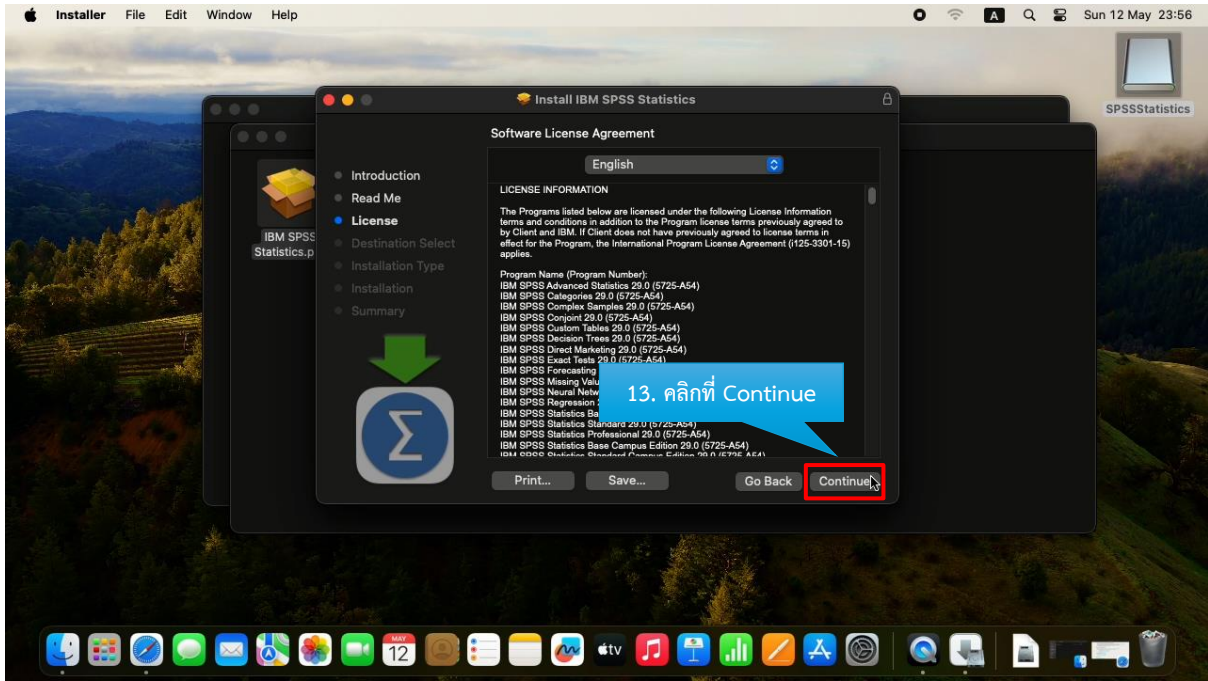 Installer File Edit Window Help
A
Sun 12 May 23:56
SPSSStatistics
Install IBM SPSS Statistics
Software License Agreement
English
Introduction
Read Me
License
Destination Select
Installation Type
Installation
Summary
IBM SPSS
Statistics.p
LICENSE INFORMATION
The Programs listed below are licensed under the following License Information
terms and conditions in addition to the Program license terms previously agreed to
by Client and IBM. If Client does not have previously agreed to license terms in
effect for the Program, the International Program License Agreement (i125-3301-15)
applies.
Program Name (Program Number):
IBM SPSS Advanced Statistics 29.0 (5725-A54)
IBM SPSS Categories 29.0 (5725-A54)
IBM SPSS Complex Samples 29.0 (5725-A54)
IBM SPSS Conjoint 29.0 (5725-A54)
IBM SPSS Custom Tables 29.0 (5725-A54)
IBM SPSS Decision Trees 29.0 (5725-A54)
IBM SPSS Direct Marketing 29.0 (5725-A54)
IBM SPSS Exact Tests 29.0 (5725-A54)
IBM SPSS Forecasting
IBM SPSS Missing Valu
IBM SPSS Neural Netw
IBM SPSS Regression
IBM SPSS Statistics Ba
IBM SPSS Statistics Standard 29.0 (5725-A54)
IBM SPSS Statistics Professional 29.0 (5725-A54)
IBM SPSS Statistics Base Campus Edition 29.0 (5725-A54)
IBM SPSS Statistics Standard Campus Edition 29.0 (5725-A54)
13. คลิกที่ Continue
Print... Save... Go Back Continue
Σ
MAY
12
tv